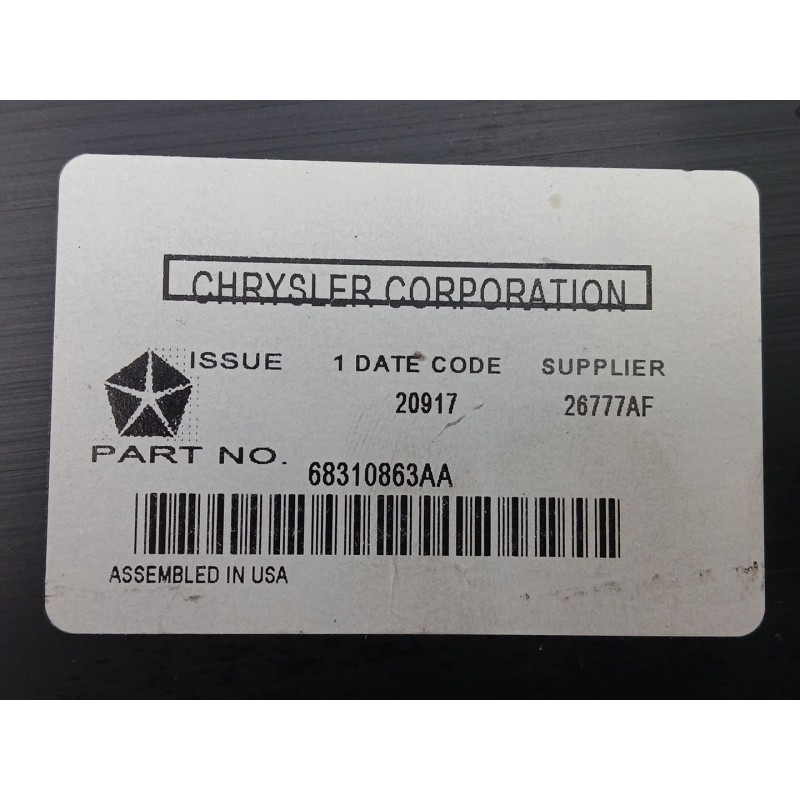 CHRYSLER CORPORATION
ISSUE 1 DATE CODE SUPPLIER
20917 26777AF
PART NO. 68310863AA
ASSEMBLED IN USA